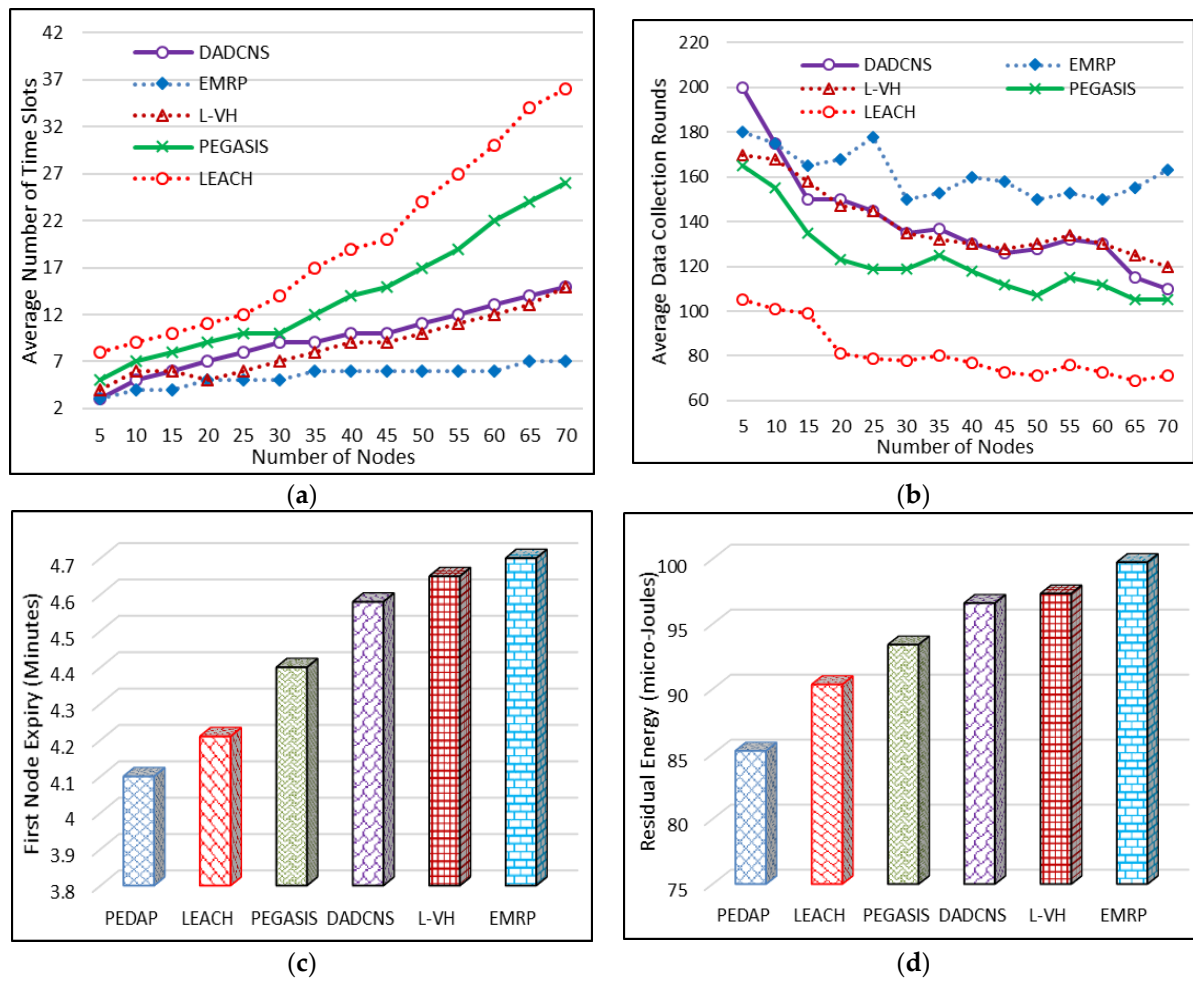 42
37
32
27
22
17
12
7
2
Average Number of Time Slots
DADCNS
EMRP
L-VH
PEGASIS
LEACH
5 10 15 20 25 30 35 40 45 50 55 60 65 70
Number of Nodes
(a)
220
200
180
160
140
120
100
80
60
Average Data Collection Rounds
DADCNS EMRP
L-VH PEGASIS
LEACH
5 10 15 20 25 30 35 40 45 50 55 60 65 70
Number of Nodes
(b)
4.7
4.6
4.5
4.4
4.3
4.2
4.1
4
3.9
3.8
First Node Expiry (Minutes)
PEDAP LEACH PEGASIS DADCNS L-VH EMRP
(c)
100
95
90
85
80
75
Residual Energy (micro-Joules)
PEDAP LEACH PEGASIS DADCNS L-VH EMRP
(d)